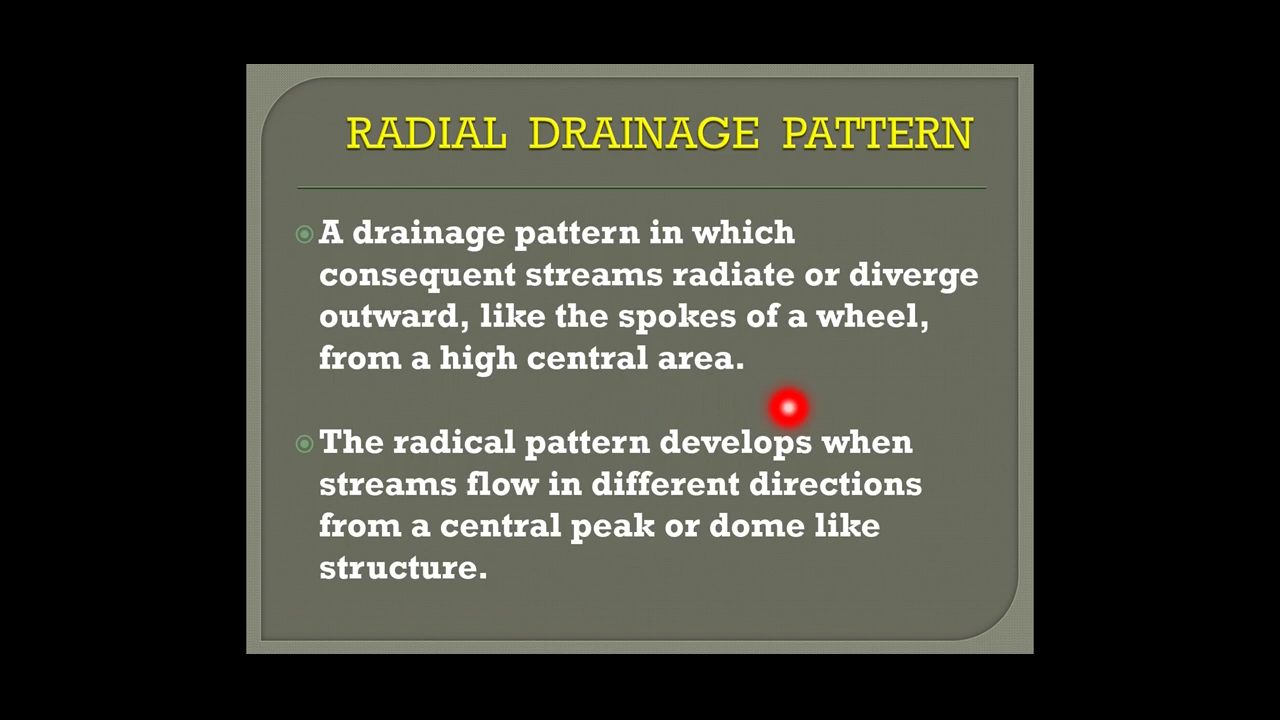 RADIAL DRAINAGE PATTERN
A drainage pattern in which
consequent streams radiate or diverge
outward, like the spokes of a wheel,
from a high central area.
The radical pattern develops when
streams flow in different directions
from a central peak or dome like
structure.